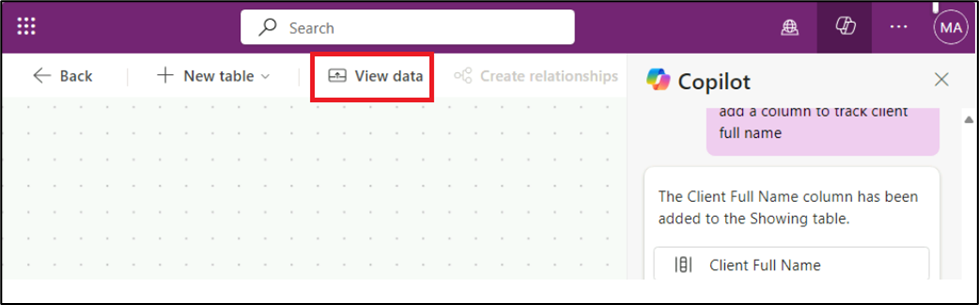 Search
MA
Back
New table
View data
Create relationships
Copilot
add a column to track client
full name
The Client Full Name column has been
added to the Showing table.
Client Full Name